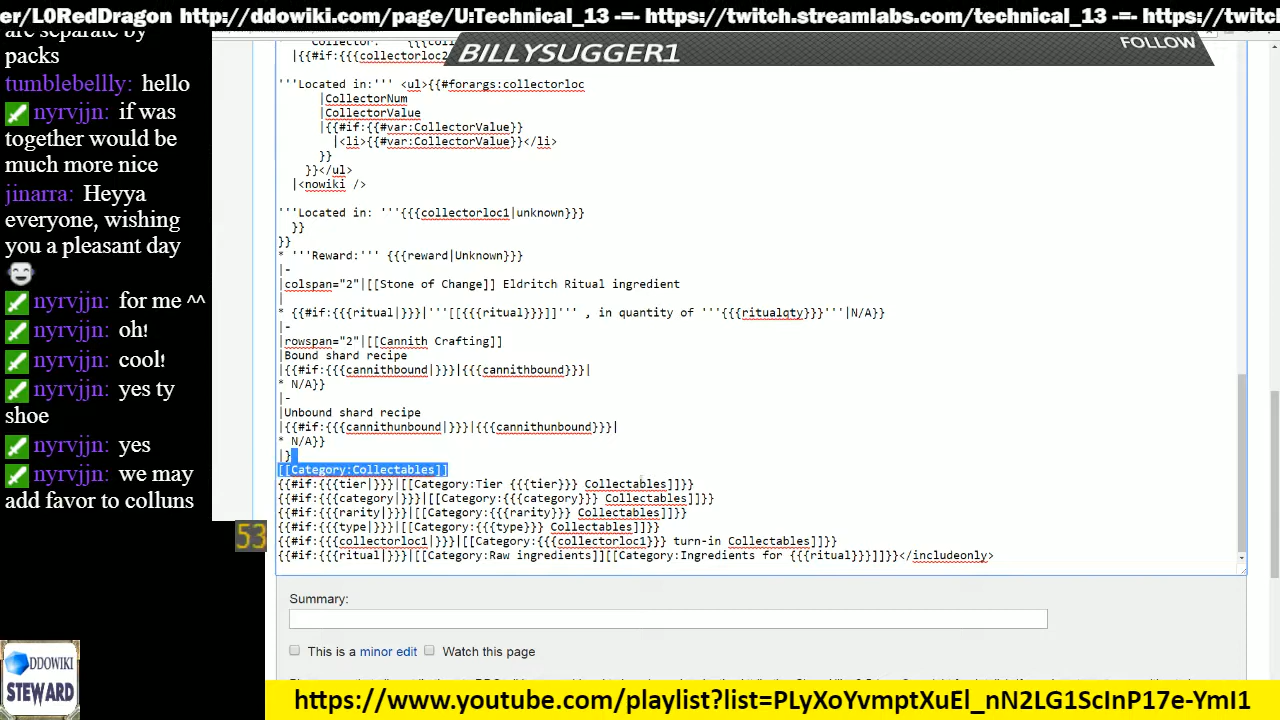 er/L0RedDragon http://ddowiki.com/page/U:Technical_13 -=- https://twitch.streamlabs.com/technical_13 -=- https://twitc
are separate by
packs
tumblebellly: hello
nyrvjjn: if was
together would be
much more nice
jinarra: Heyya
everyone, wishing
you a pleasant day
nyrvjjn: for me ^^
nyrvjjn: oh!
nyrvjjn: cool!
nyrvjjn: yes ty
shoe
nyrvjjn: yes
nyrvjjn: we may
add favor to colluns
53
DDOWIKI
STEWARD
BILLYSUGGER1
FOLLOW
|{{#if:{{{collectorloc2
'''Located in:''' <ul>{{#forargs:collectorloc
|CollectorNum
|CollectorValue
|{{#if:{{#var:CollectorValue}}
|<li>{{#var:CollectorValue}}</li>
}}
}}</ul>
|<nowiki />
'''Located in: '''{{{collectorloc1|unknown}}}
}}
}}
* '''Reward:''' {{{reward|Unknown}}}
|-
|colspan="2"|[[Stone of Change]] Eldritch Ritual ingredient
|
* {{#if:{{{ritual|}}}|'''[[{{{ritual}}}]]''' , in quantity of '''{{{ritualqty}}}'''|N/A}}
|-
|rowspan="2"|[[Cannith Crafting]]
|Bound shard recipe
|{{#if:{{{cannithbound|}}}|{{{cannithbound}}}|
* N/A}}
|-
|Unbound shard recipe
|{{#if:{{{cannithunbound|}}}|{{{cannithunbound}}}|
* N/A}}
|}
[[Category:Collectables]]
{{#if:{{{tier|}}}|[[Category:Tier {{{tier}}} Collectables]]}}
{{#if:{{{category|}}}|[[Category:{{{category}}} Collectables]]}}
{{#if:{{{rarity|}}}|[[Category:{{{rarity}}} Collectables]]}}
{{#if:{{{type|}}}|[[Category:{{{type}}} Collectables]]}}
{{#if:{{{collectorloc1|}}}|[[Category:{{{collectorloc1}}} turn-in Collectables]]}}
{{#if:{{{ritual|}}}|[[Category:Raw ingredients]][[Category:Ingredients for {{{ritual}}}]]}}</includeonly>
Summary:
This is a minor edit Watch this page
https://www.youtube.com/playlist?list=PLyXoYvmptXuEl_nN2LG1ScInP17e-YmI1